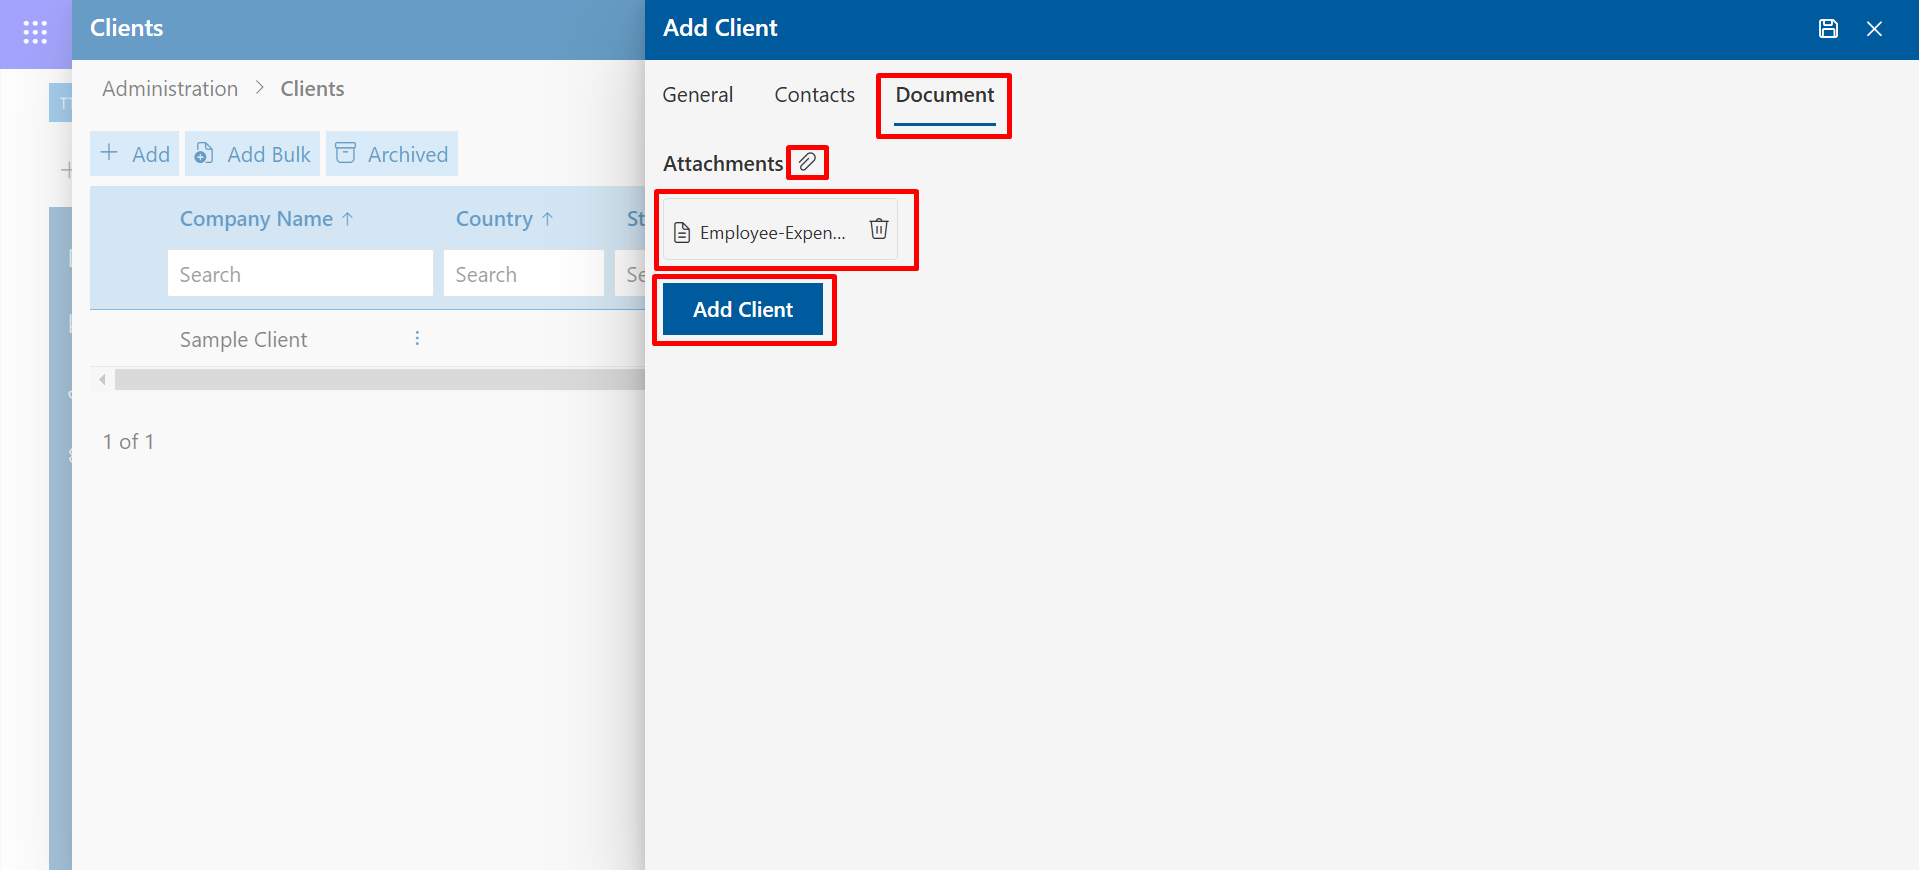 Clients
Add Client
Administration > Clients
General Contacts Document
+ Add Add Bulk Archived
Attachments
Company Name ↑ Country ↑ St
Employee-Expen...
Search Search Se
Add Client
Sample Client
1 of 1